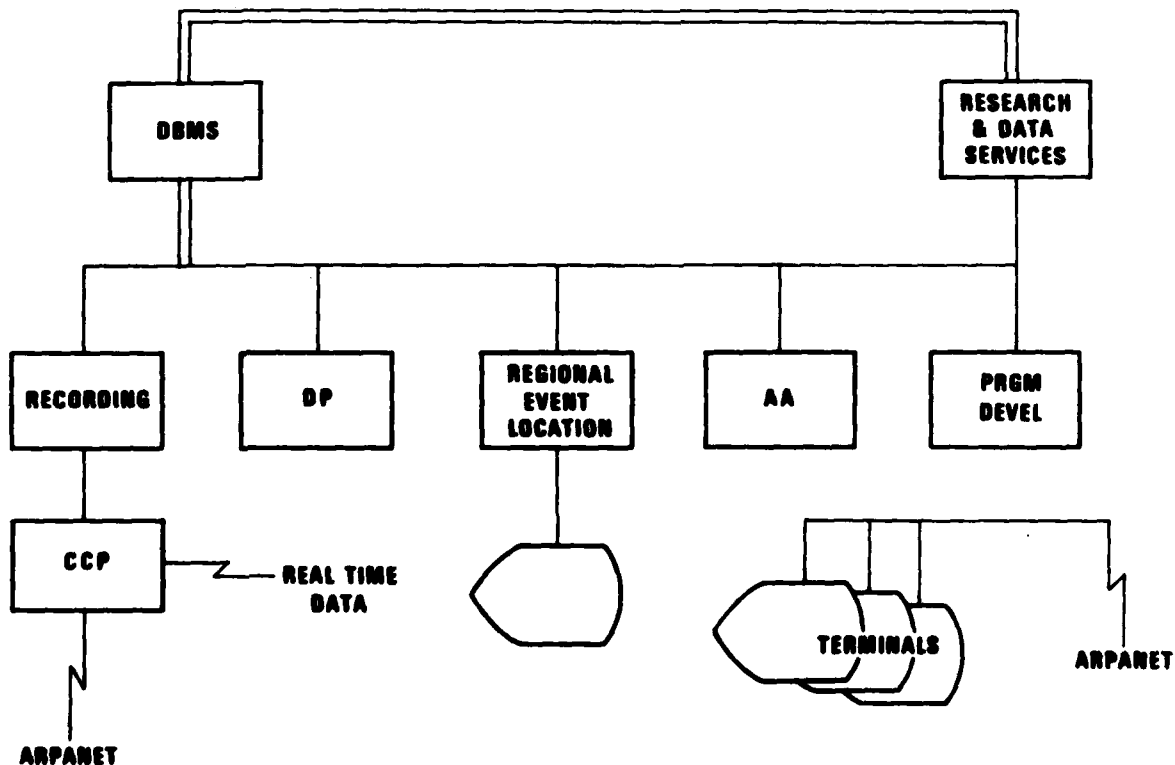 DBMS
RESEARCH
& DATA
SERVICES
RECORDING
DP
REGIONAL
EVENT
LOCATION
AA
PRGM
DEVEL
CCP
REAL TIME
DATA
TERMINALS
ARPANET
ARPANET